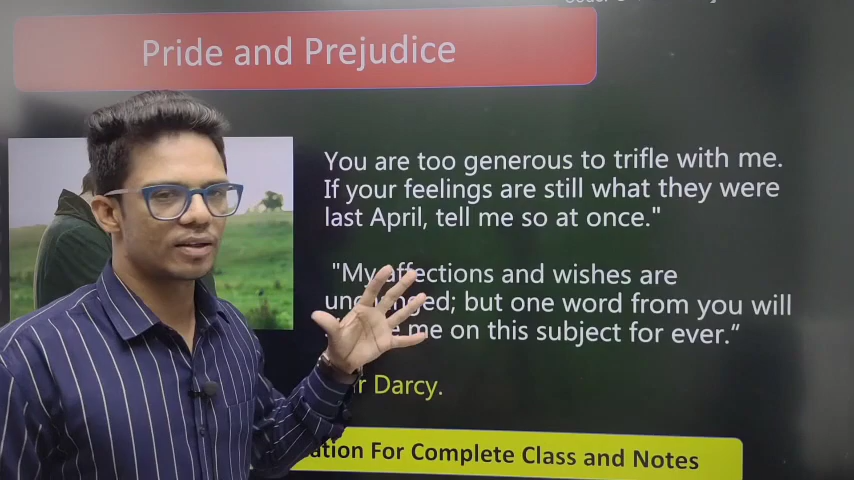 Pride and Prejudice
You are too generous to trifle with me.
If your feelings are still what they were
last April, tell me so at once."
"My affections and wishes are
but one word from you will
me on this subject for ever.“
Darcy.
For Complete Class and Notes